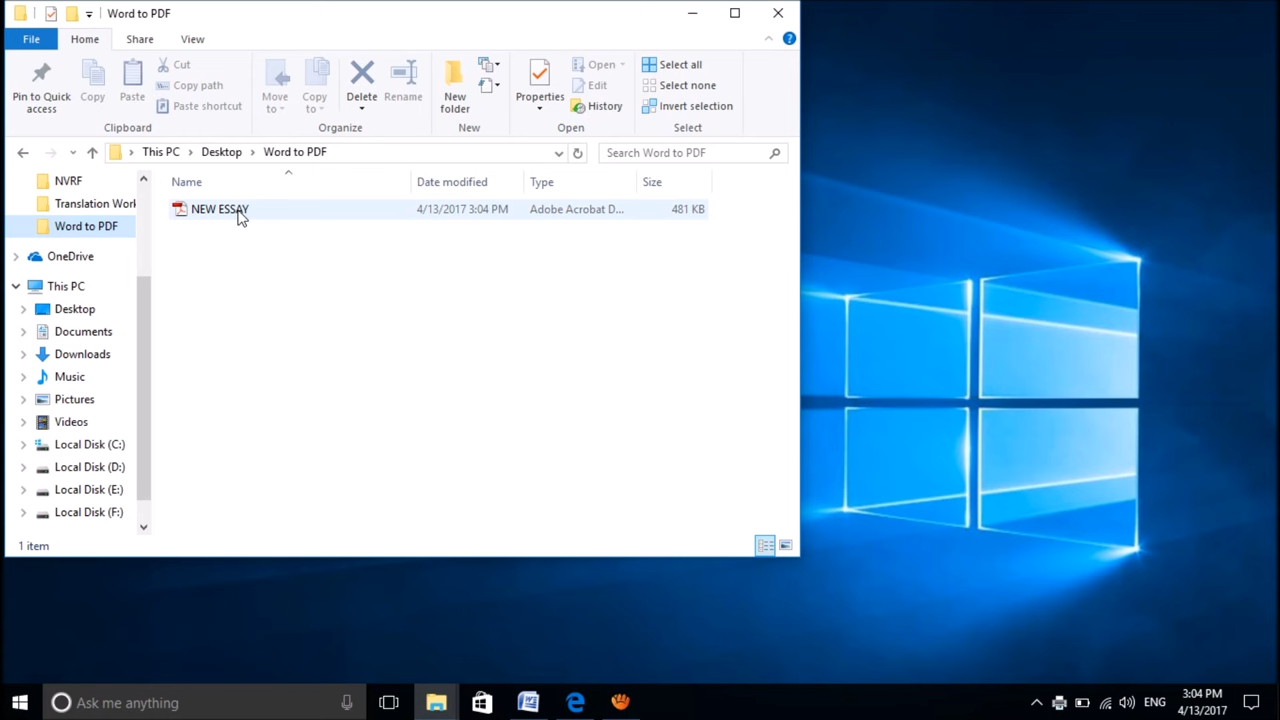 Word to PDF
File Home Share View
Pin to Quick access
Copy
Paste
Cut
Copy path
Paste shortcut
Clipboard
Move to
Copy to
Delete
Rename
Organize
New folder
New
Properties
Open
Edit
History
Open
Select all
Select none
Invert selection
Select
This PC Desktop Word to PDF
Search Word to PDF
NVRF
Translation Work
Word to PDF
OneDrive
This PC
Desktop
Documents
Downloads
Music
Pictures
Videos
Local Disk (C:)
Local Disk (D:)
Local Disk (E:)
Local Disk (F:)
Name Date modified Type Size
NEW ESSAY 4/13/2017 3:04 PM Adobe Acrobat D... 481 KB
1 item
Ask me anything
ENG
3:04 PM
4/13/2017